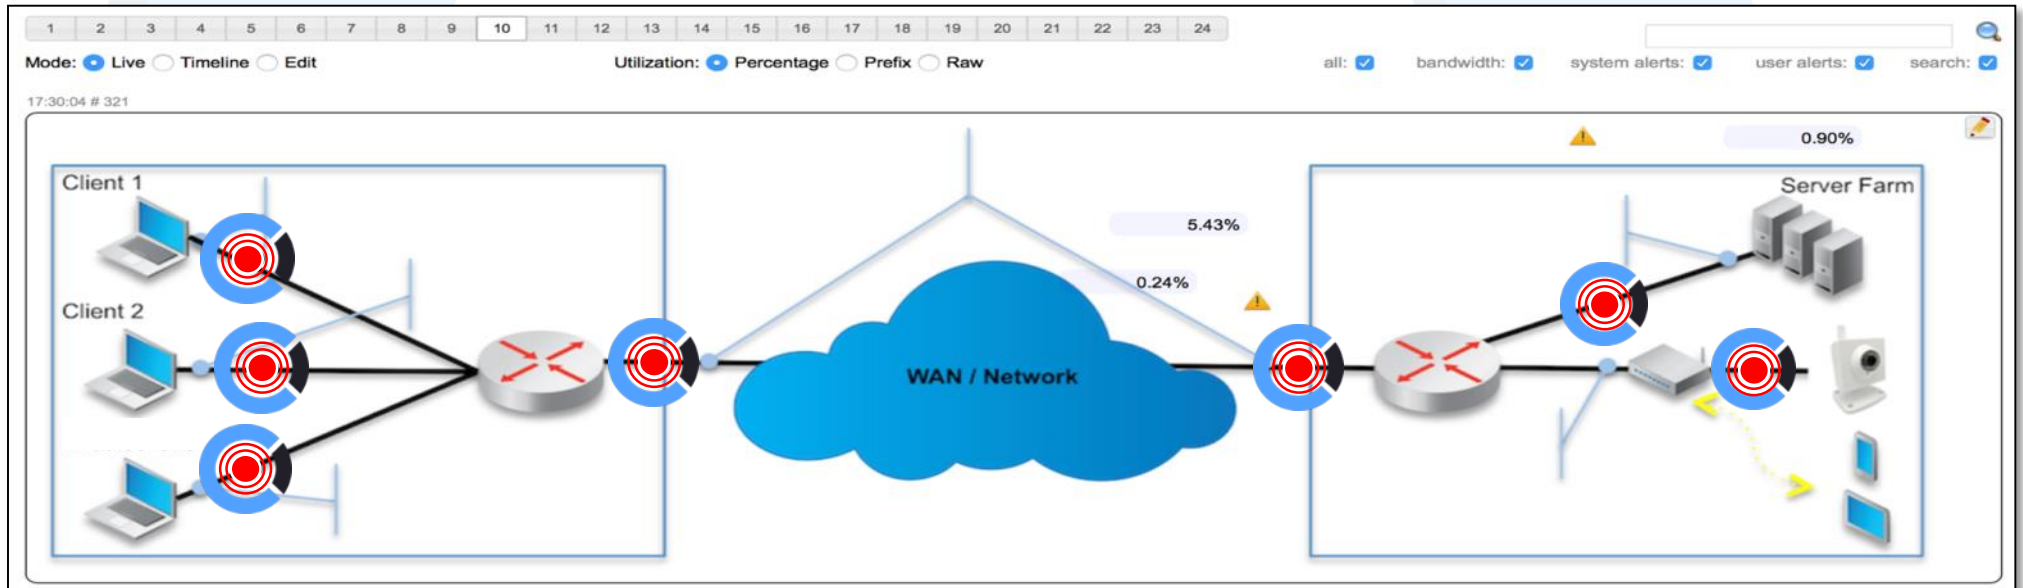 1 2 3 4 5 6 7 8 9 10 11 12 13 14 15 16 17 18 19 20 21 22 23 24
Mode: Live Timeline Edit Utilization: Percentage Prefix Raw all: bandwidth: system alerts: user alerts: search:
17:30:04 # 321
0.90%
Client 1
Server Farm
5.43%
0.24%
Client 2
WAN / Network